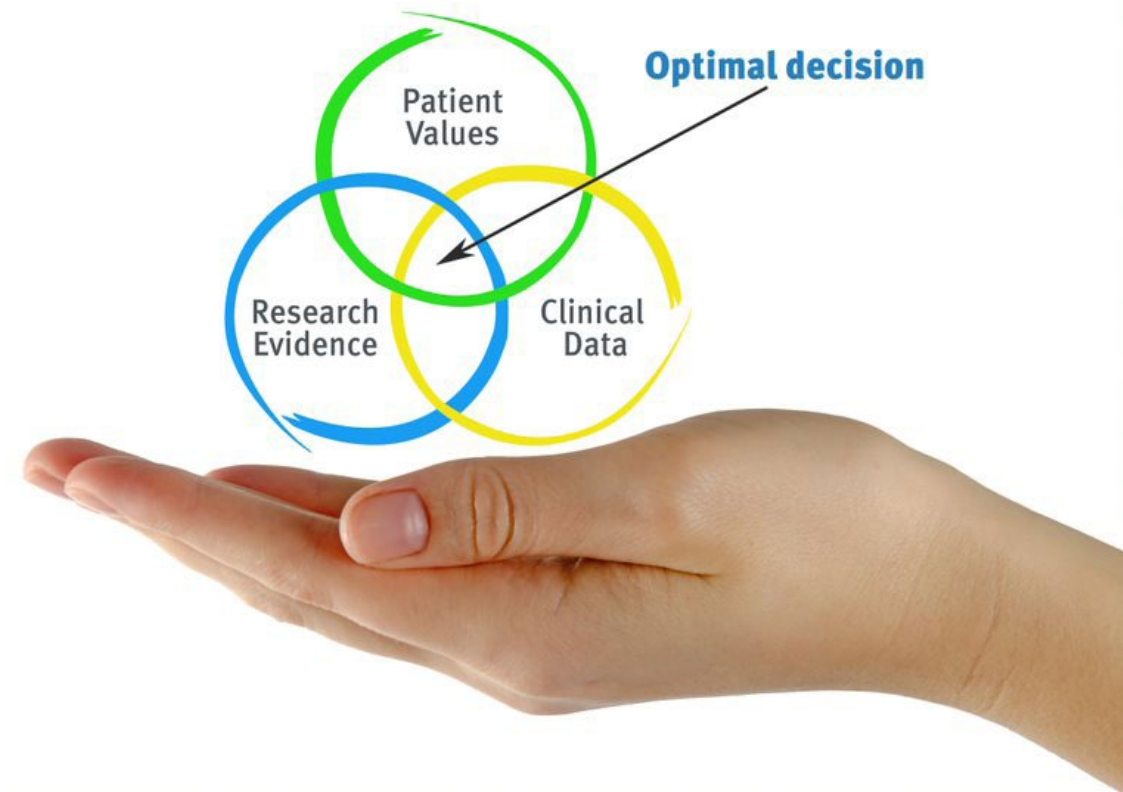 Optimal decision
Patient
Values
Research
Evidence
Clinical
Data